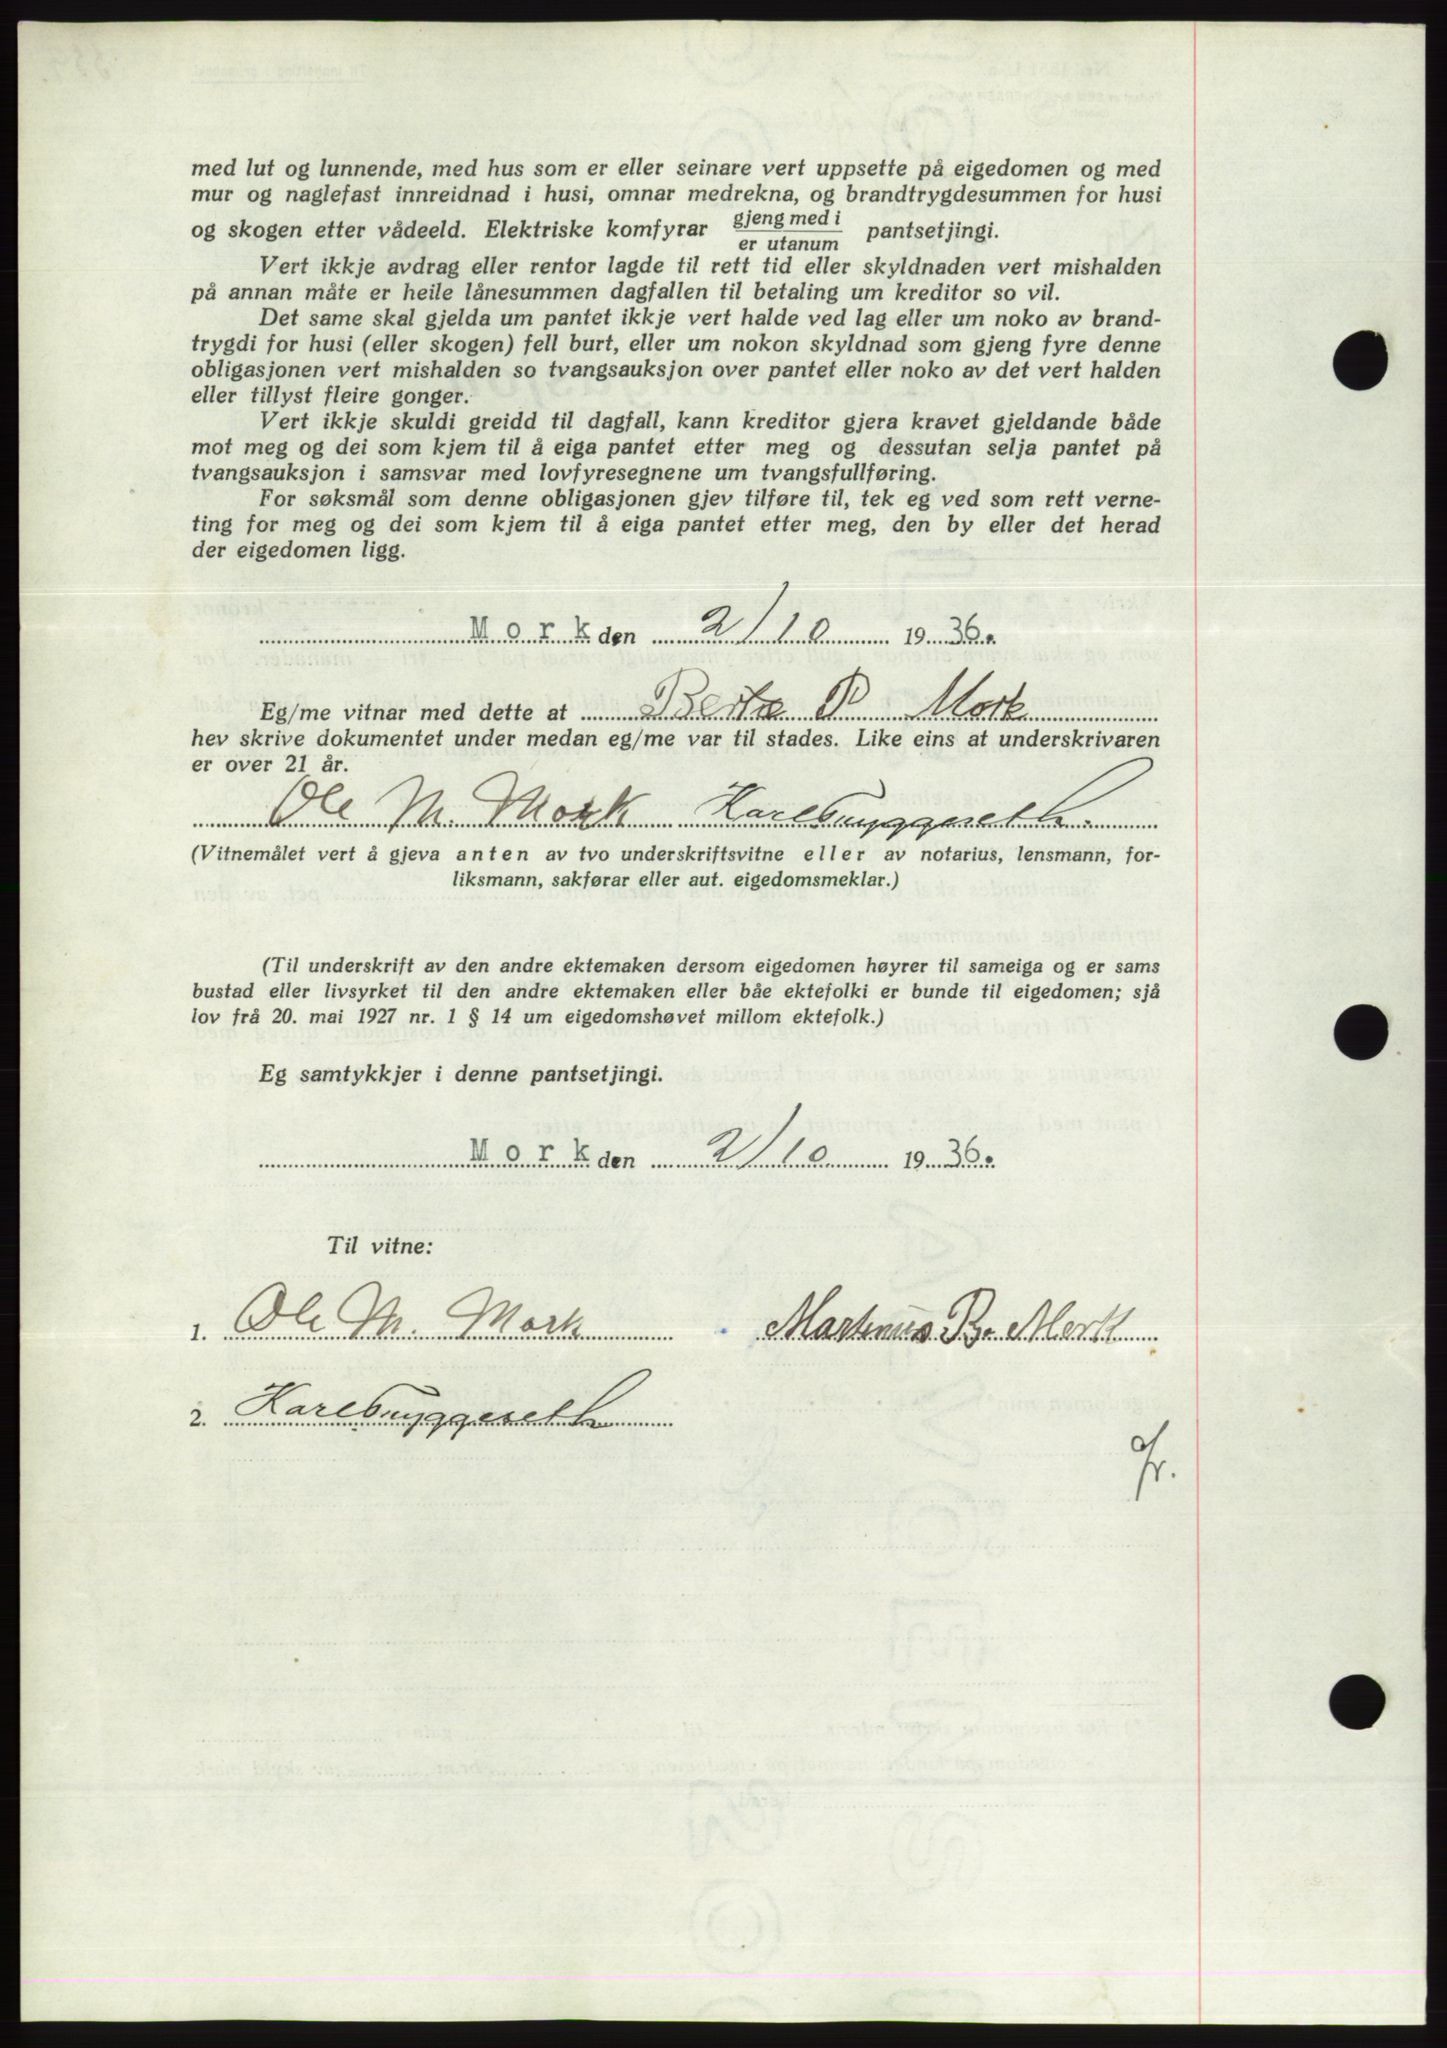 med lut og lunnende, med hus som er eller seinare vert uppsette på eigedomen og med
mur og naglefast innreidnad i husi, omnar medrekna, og brandtrygdesummen for husi
og skogen etter vådeeld. Elektriske komfyrar gjeng med i / er utanum pantsetjingi.
Vert ikkje avdrag eller rentor lagde til rett tid eller skyldnaden vert mishalden
på annan måte er heile lånesummen dagfallen til betaling um kreditor so vil.
Det same skal gjelda um pantet ikkje vert halde ved lag eller um noko av brand-
trygdi for husi (eller skogen) fell burt, eller um nokon skyldnad som gjeng fyre denne
obligasjonen vert mishalden so tvangsauksjon over pantet eller noko av det vert halden
eller tillyst fleire gonger.
Vert ikkje skuldi greidd til dagfall, kann kreditor gjera kravet gjeldande både
mot meg og dei som kjem til å eiga pantet etter meg og dessutan selja pantet på
tvangsauksjon i samsvar med lovfyresegnene um tvangsfullføring.
For søksmål som denne obligasjonen gjev tilføre til, tek eg ved som rett verne-
ting for meg og dei som kjem til å eiga pantet etter meg, den by eller det herad
der eigedomen ligg.
Mork den 2/10 1936.
Eg/me vitnar med dette at Berta P Mork
hev skrive dokumentet under medan eg/me var til stades. Like eins at underskrivaren
er over 21 år.
Ole M. Mork Karl Bryggeseth.
(Vitnemålet vert å gjeva anten av tvo underskriftsvitne eller av notarius, lensmann, for-
liksmann, sakførar eller aut. eigedomsmeklar.)
(Til underskrift av den andre ektemaken dersom eigedomen høyrer til sameiga og er sams
bustad eller livsyrket til den andre ektemaken eller båe ektefolki er bunde til eigedomen; sjå
lov frå 20. mai 1927 nr. 1 § 14 um eigedomshøvet millom ektefolk.)
Eg samtykkjer i denne pantsetjingi.
Mork den 2/10 1936.
Til vitne:
1. Ole M. Mork Martinus B. Mork
2. Karl Bryggeseth